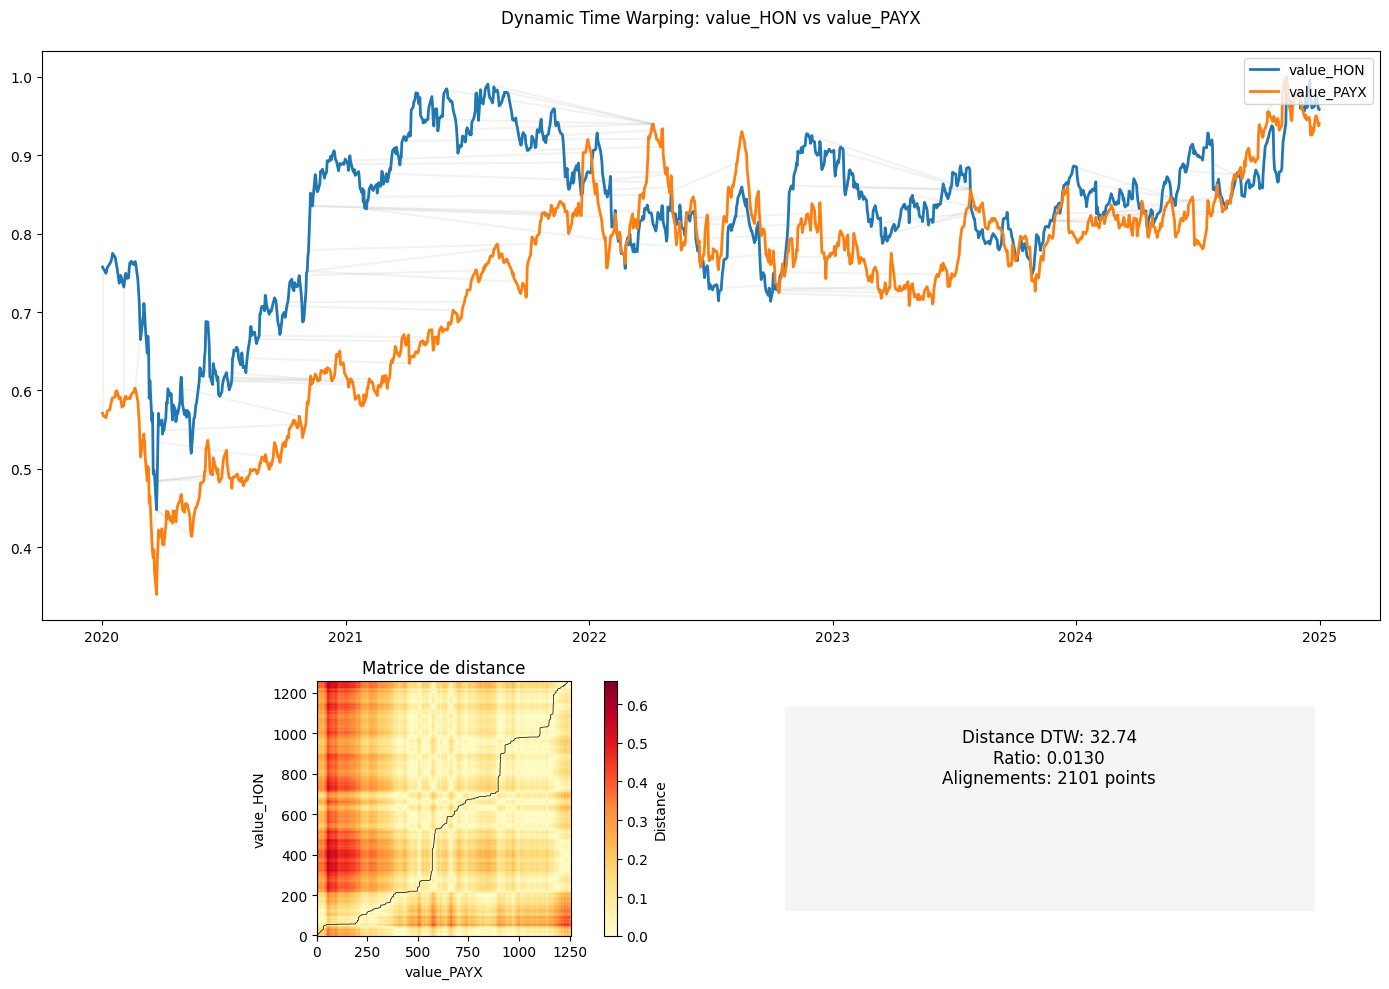 Dynamic Time Warping: value_HON vs value_PAYX
value_HON
value_PAYX
1.0
0.9
0.8
0.7
0.6
0.5
0.4
2020 2021 2022 2023 2024 2025
Matrice de distance
value_HON
1200
1000
800
600
400
200
0
0 250 500 750 1000 1250
value_PAYX
0.6
0.5
0.4
0.3
0.2
0.1
0.0
Distance
Distance DTW: 32.74
Ratio: 0.0130
Alignements: 2101 points